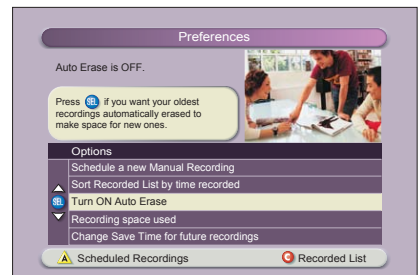 Preferences
Auto Erase is OFF.
Press SEL if you want your oldest
recordings automatically erased to
make space for new ones.
Options
Schedule a new Manual Recording
Sort Recorded List by time recorded
SEL Turn ON Auto Erase
Recording space used
Change Save Time for future recordings
A Scheduled Recordings
C Recorded List